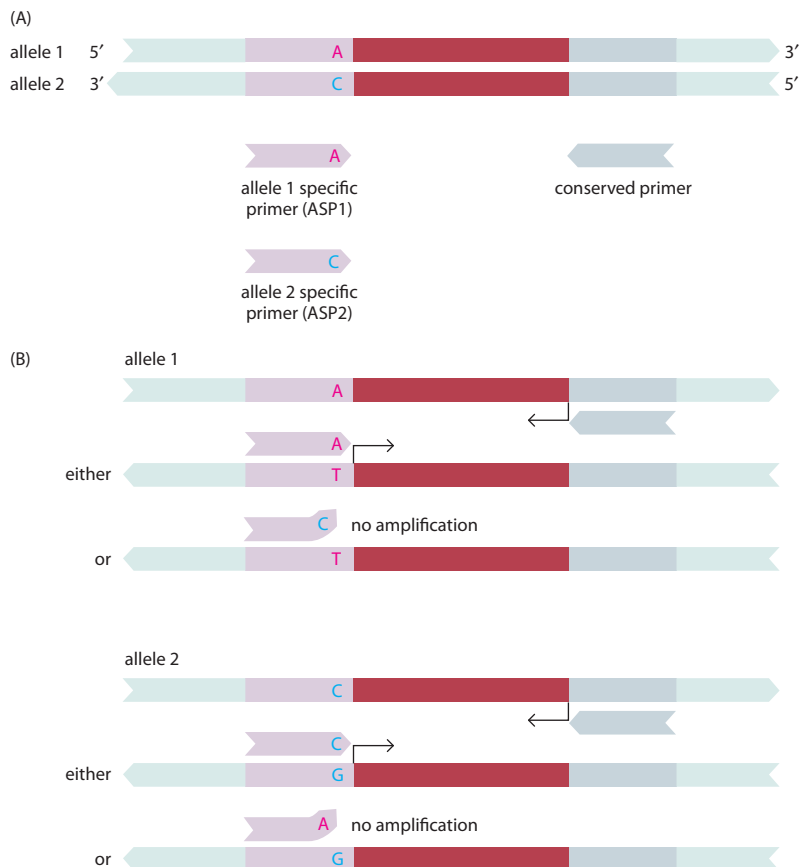 (A)
allele 1 5′ A 3′
allele 2 3′ C 5′
A
allele 1 specific
primer (ASP1)
conserved primer
C
allele 2 specific
primer (ASP2)
(B)
allele 1
A
A
either T
C no amplification
or T
allele 2
C
C
either G
A no amplification
or G